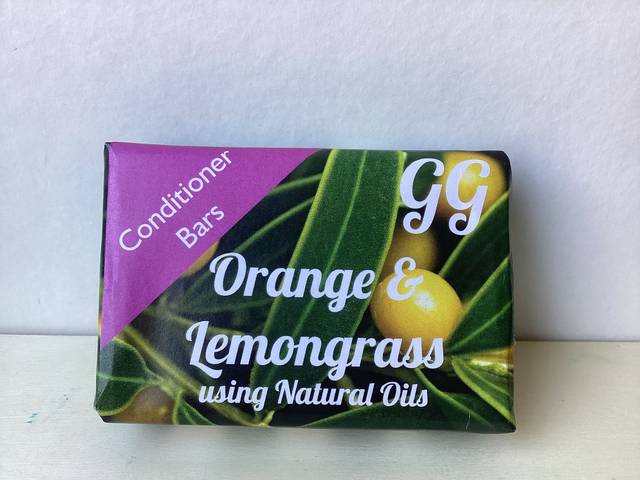 Conditioner
Bars
GG
Orange &
Lemongrass
using Natural Oils